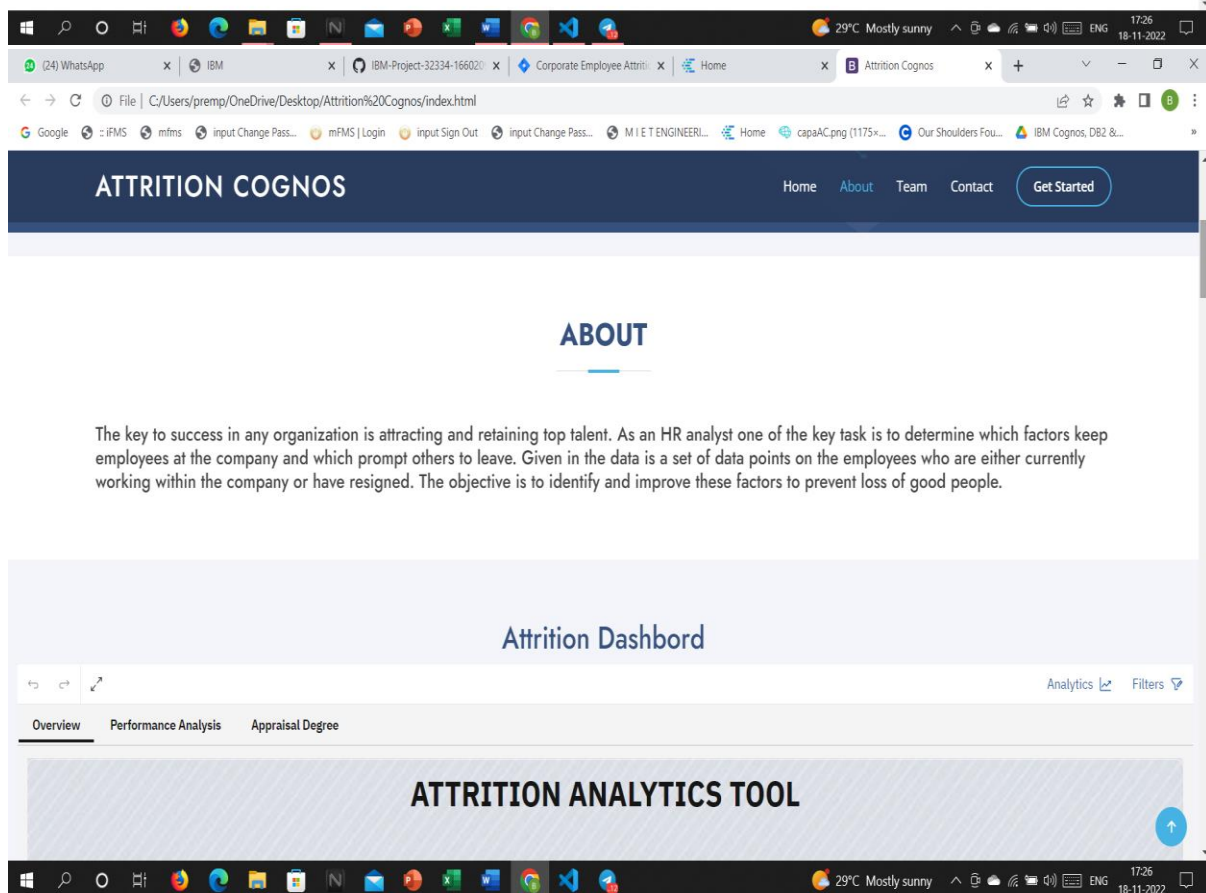 29°C Mostly sunny ENG 17:26
18-11-2022
(24) WhatsApp IBM IBM-Project-32334-166020 Corporate Employee Attriti Home Attrition Cognos
File | C:/Users/premp/OneDrive/Desktop/Attrition%20Cognos/index.html
Google :: iFMS mfms input Change Pass... mFMS | Login input Sign Out input Change Pass... M I E T ENGINEERI... Home capaAC.png (1175×... Our Shoulders Fou... IBM Cognos, DB2 &... »
ATTRITION COGNOS Home About Team Contact Get Started
ABOUT
The key to success in any organization is attracting and retaining top talent. As an HR analyst one of the key task is to determine which factors keep
employees at the company and which prompt others to leave. Given in the data is a set of data points on the employees who are either currently
working within the company or have resigned. The objective is to identify and improve these factors to prevent loss of good people.
Attrition Dashbord
Analytics Filters
Overview Performance Analysis Appraisal Degree
ATTRITION ANALYTICS TOOL
29°C Mostly sunny ENG 17:26
18-11-2022